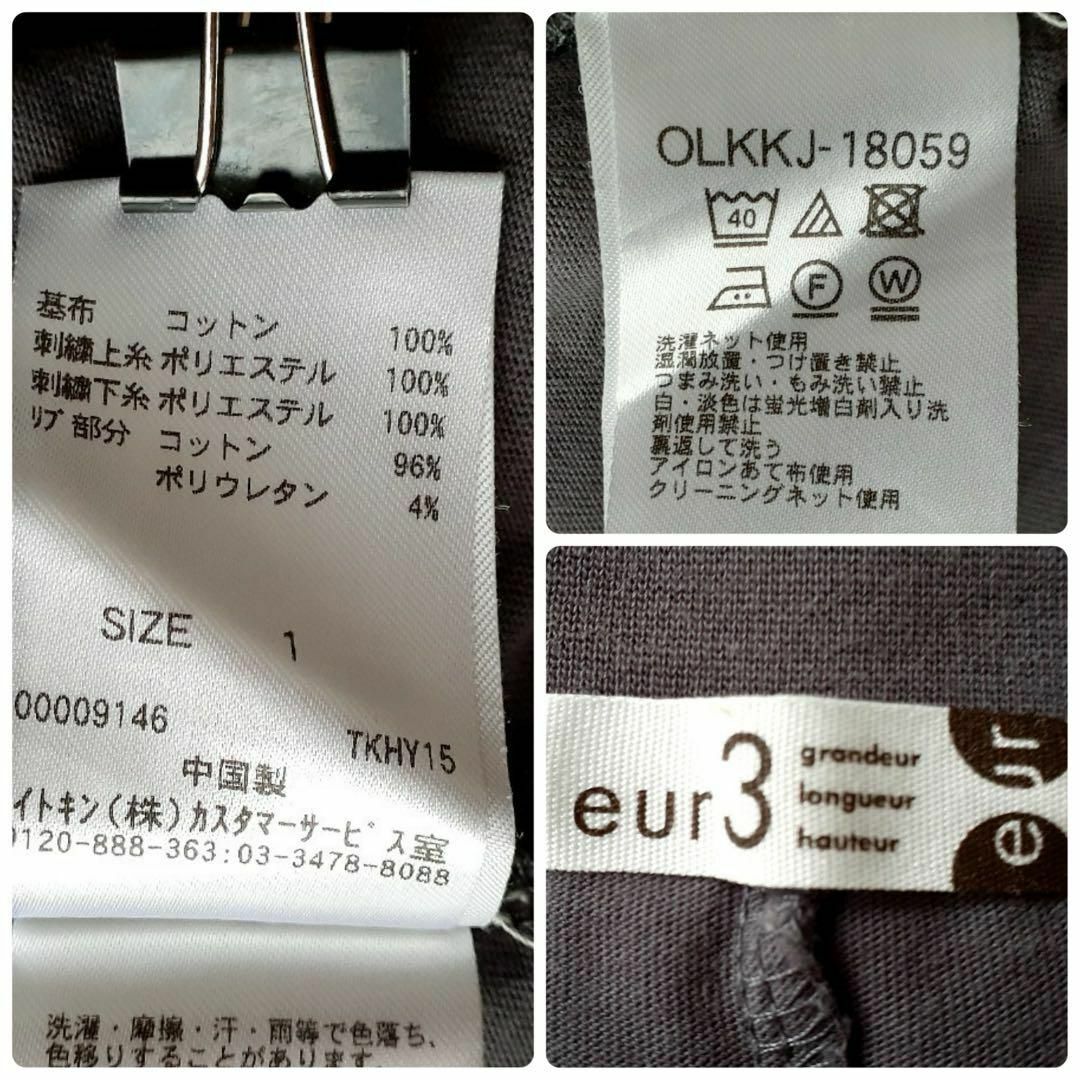 基布 コットン 100%
刺繍上糸 ポリエステル 100%
刺繍下糸 ポリエステル 100%
リブ部分 コットン 96%
ポリウレタン 4%
SIZE 1
00009146
TKHY15
中国製
イトキン(株)カスタマーサービス室
0120-888-363:03-3478-8088
洗濯・摩擦・汗・雨等で色落ち、
色移りすることがあります
OLKKJ-18059
40
F W
洗濯ネット使用
湿潤放置・つけ置き禁止
つまみ洗い・もみ洗い禁止
白・淡色は蛍光増白剤入り洗
剤使用禁止
裏返して洗う
アイロンあて布使用
クリーニングネット使用
eur3
grandeur
longueur
hauteur
eur